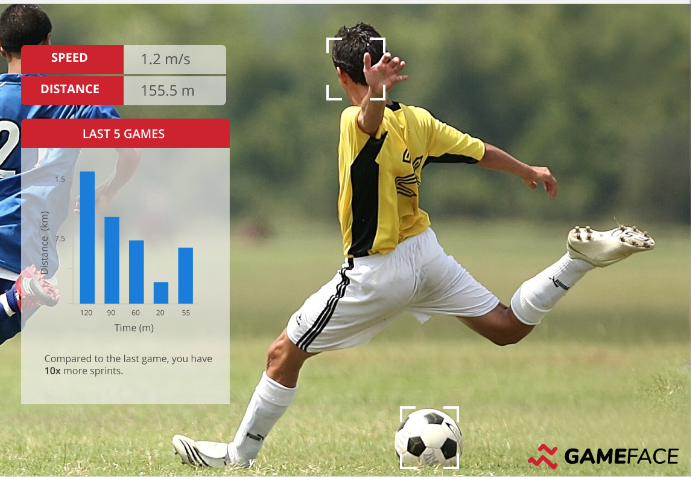 SPEED 1.2 m/s
DISTANCE 155.5 m
LAST 5 GAMES
2
1.5
7.5
Distance (km)
120 90 60 20 55
Time (m)
Compared to the last game, you have
10x more sprints.
GAMEFACE